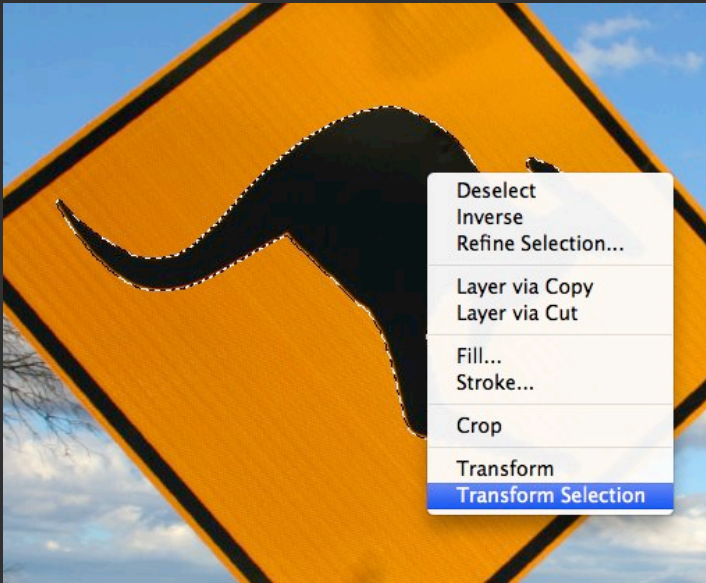 Deselect
Inverse
Refine Selection...
Layer via Copy
Layer via Cut
Fill...
Stroke...
Crop
Transform
Transform Selection